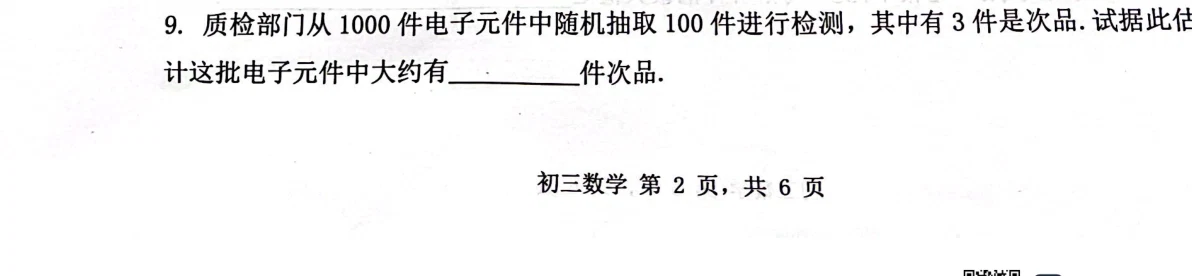 9. 质检部门从 1000 件电子元件中随机抽取 100 件进行检测，其中有 3 件是次品.试据此估
计这批电子元件中大约有__________件次品.
初三数学 第 2 页，共 6 页